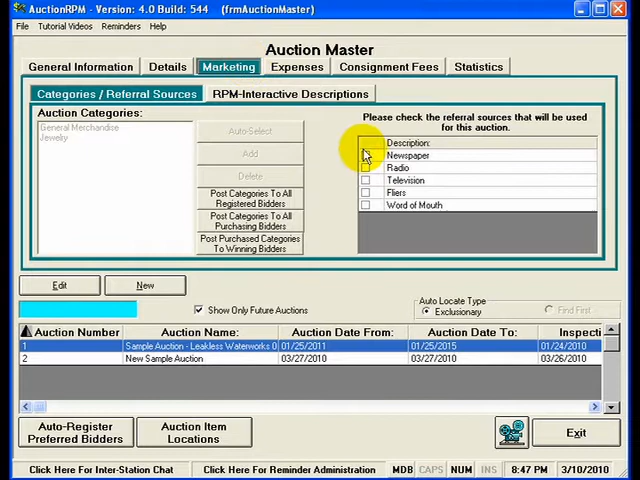 AuctionRPM - Version: 4.0 Build: 544    (frmAuctionMaster)
File  Tutorial Videos  Reminders  Help
Auction Master
General Information  Details  Marketing  Expenses  Consignment Fees  Statistics
Categories / Referral Sources  RPM-Interactive Descriptions
Auction Categories:
General Merchandise
Jewelry
Auto-Select
Add
Delete
Post Categories To All
Registered Bidders
Post Categories To All
Purchasing Bidders
Post Purchased Categories
To Winning Bidders
Please check the referral sources that will be used
for this auction.
Description:
Newspaper
Radio
Television
Fliers
Word of Mouth
Edit  New
Show Only Future Auctions
Auto Locate Type
Exclusionary  Find First
Auction Number  Auction Name:  Auction Date From:  Auction Date To:  Inspecti
1  Sample Auction - Leakless Waterworks 0  01/25/2011  01/25/2015  01/24/2010
2  New Sample Auction  03/27/2010  03/27/2010  03/26/2010
Auto-Register
Preferred Bidders
Auction Item
Locations
Exit
Click Here For Inter-Station Chat  Click Here For Reminder Administration  MDB  CAPS  NUM  INS  8:47 PM  3/10/2010